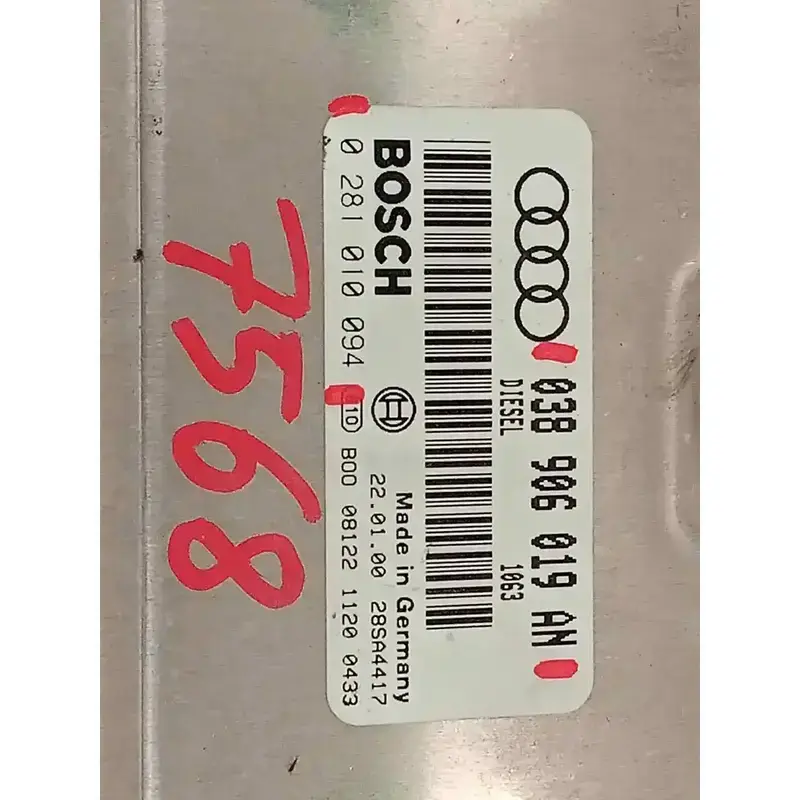 038 906 019 AN
DIESEL 1063
BOSCH
Made in Germany
22.01.00 28SA4417
0 281 010 094
10 B00 08122 1120 0433
7568